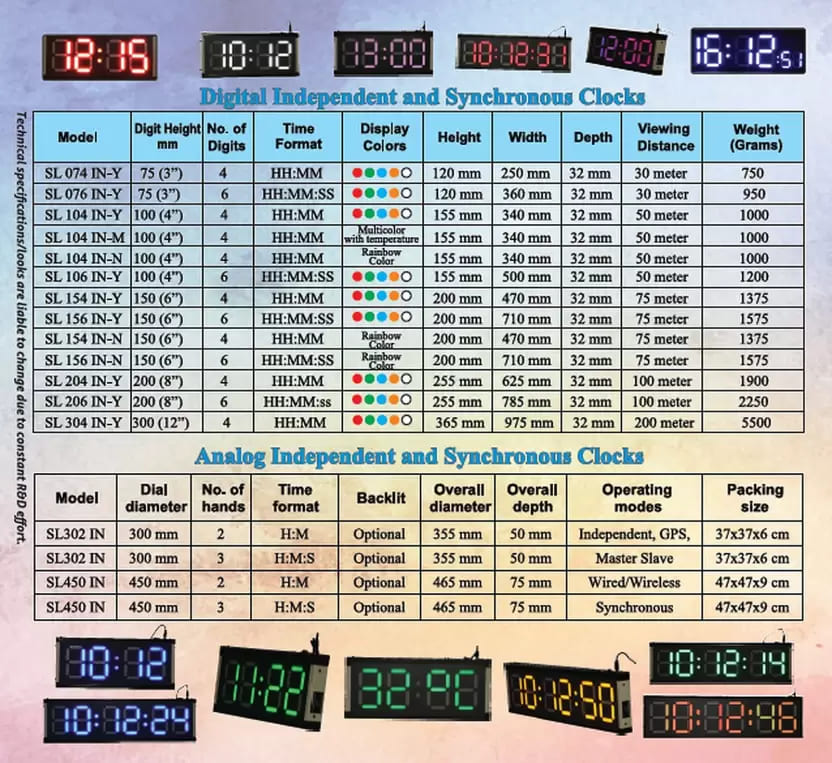 12:15
10:12
13:00
10:12:31
12:00
16:12:51
Digital Independent and Synchronous Clocks
Technical specifications/looks are liable to change due to constant R&D effort.
Model Digit Height mm No. of Digits Time Format Display Colors Height Width Depth Viewing Distance Weight (Grams)
SL 074 IN-Y 75 (3”) 4 HH:MM 120 mm 250 mm 32 mm 30 meter 750
SL 076 IN-Y 75 (3”) 6 HH:MM:SS 120 mm 360 mm 32 mm 30 meter 950
SL 104 IN-Y 100 (4”) 4 HH:MM 155 mm 340 mm 32 mm 50 meter 1000
SL 104 IN-M 100 (4”) 4 HH:MM Multicolor with temperature 155 mm 340 mm 32 mm 50 meter 1000
SL 104 IN-N 100 (4”) 4 HH:MM Rainbow Color 155 mm 340 mm 32 mm 50 meter 1000
SL 106 IN-Y 100 (4”) 6 HH:MM:SS 155 mm 500 mm 32 mm 50 meter 1200
SL 154 IN-Y 150 (6”) 4 HH:MM 200 mm 470 mm 32 mm 75 meter 1375
SL 156 IN-Y 150 (6”) 6 HH:MM:SS 200 mm 710 mm 32 mm 75 meter 1575
SL 154 IN-N 150 (6”) 4 HH:MM Rainbow Color 200 mm 470 mm 32 mm 75 meter 1375
SL 156 IN-N 150 (6”) 6 HH:MM:SS Rainbow Color 200 mm 710 mm 32 mm 75 meter 1575
SL 204 IN-Y 200 (8”) 4 HH:MM 255 mm 625 mm 32 mm 100 meter 1900
SL 206 IN-Y 200 (8”) 6 HH:MM:ss 255 mm 785 mm 32 mm 100 meter 2250
SL 304 IN-Y 300 (12”) 4 HH:MM 365 mm 975 mm 32 mm 200 meter 5500
Analog Independent and Synchronous Clocks
Model Dial diameter No. of hands Time format Backlit Overall diameter Overall depth Operating modes Packing size
SL302 IN 300 mm 2 H:M Optional 355 mm 50 mm Independent, GPS, 37x37x6 cm
SL302 IN 300 mm 3 H:M:S Optional 355 mm 50 mm Master Slave 37x37x6 cm
SL450 IN 450 mm 2 H:M Optional 465 mm 75 mm Wired/Wireless 47x47x9 cm
SL450 IN 450 mm 3 H:M:S Optional 465 mm 75 mm Synchronous 47x47x9 cm
10:12
11:22
32:ºC
10:12:50
10:12:14
10:12:24
10:12:46